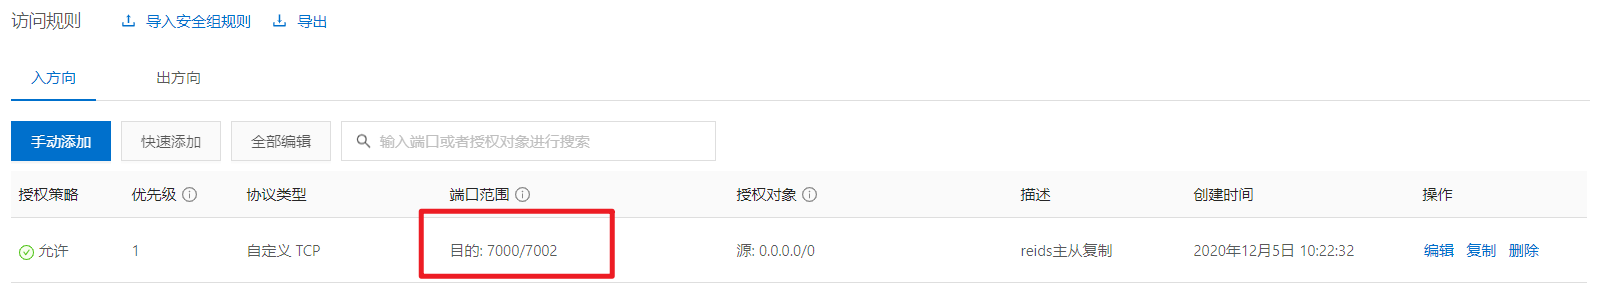 访问规则 导入安全组规则 导出
入方向 出方向
手动添加 快速添加 全部编辑 输入端口或者授权对象进行搜索
授权策略 优先级 协议类型 端口范围 授权对象 描述 创建时间 操作
允许 1 自定义 TCP 目的: 7000/7002 源: 0.0.0.0/0 reids主从复制 2020年12月5日 10:22:32 编辑 复制 删除